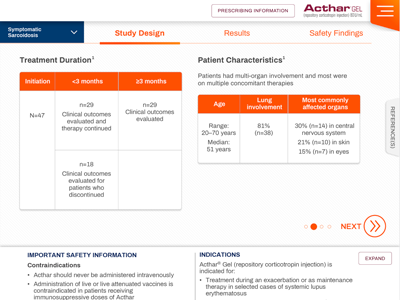 PRESCRIBING INFORMATION
Acthar GEL
(repository corticotropin injection) 80 U/mL
Symptomatic
Sarcoidosis
Study Design
Results
Safety Findings
Treatment Duration1
Initiation
<3 months
≥3 months
N=47
n=29
Clinical outcomes
evaluated and
therapy continued
n=29
Clinical outcomes
evaluated
n=18
Clinical outcomes
evaluated for
patients who
discontinued
Patient Characteristics1
Patients had multi-organ involvement and most were
on multiple concomitant therapies
Age
Lung
involvement
Most commonly
affected organs
Range:
20–70 years
Median:
51 years
81%
(n=38)
30% (n=14) in central
nervous system
21% (n=10) in skin
15% (n=7) in eyes
REFERENCE(S)
NEXT
IMPORTANT SAFETY INFORMATION
Contraindications
• Acthar should never be administered intravenously
• Administration of live or live attenuated vaccines is
contraindicated in patients receiving
immunosuppressive doses of Acthar
INDICATIONS
Acthar® Gel (repository corticotropin injection) is
indicated for:
• Treatment during an exacerbation or as maintenance
therapy in selected cases of systemic lupus
erythematosus
EXPAND